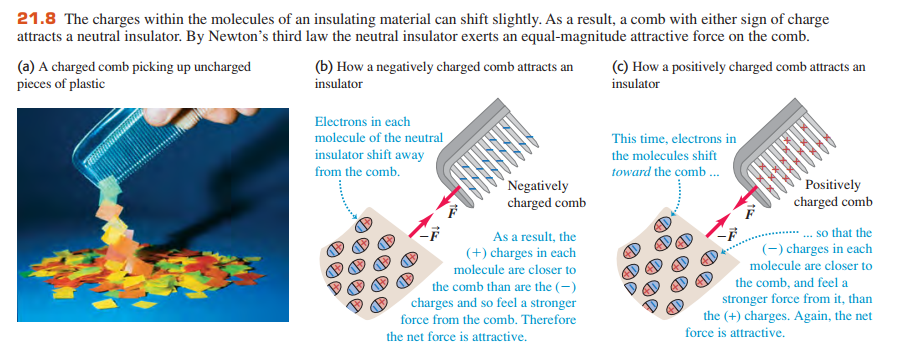 21.8 The charges within the molecules of an insulating material can shift slightly. As a result, a comb with either sign of charge
attracts a neutral insulator. By Newton’s third law the neutral insulator exerts an equal-magnitude attractive force on the comb.
(a) A charged comb picking up uncharged
pieces of plastic
(b) How a negatively charged comb attracts an
insulator
Electrons in each
molecule of the neutral
insulator shift away
from the comb.
Negatively
charged comb
F⃗
−F⃗
As a result, the
(+) charges in each
molecule are closer to
the comb than are the (−)
charges and so feel a stronger
force from the comb. Therefore
the net force is attractive.
(c) How a positively charged comb attracts an
insulator
This time, electrons in
the molecules shift
toward the comb ...
Positively
charged comb
F⃗
−F⃗
... so that the
(−) charges in each
molecule are closer to
the comb, and feel a
stronger force from it, than
the (+) charges. Again, the net
force is attractive.